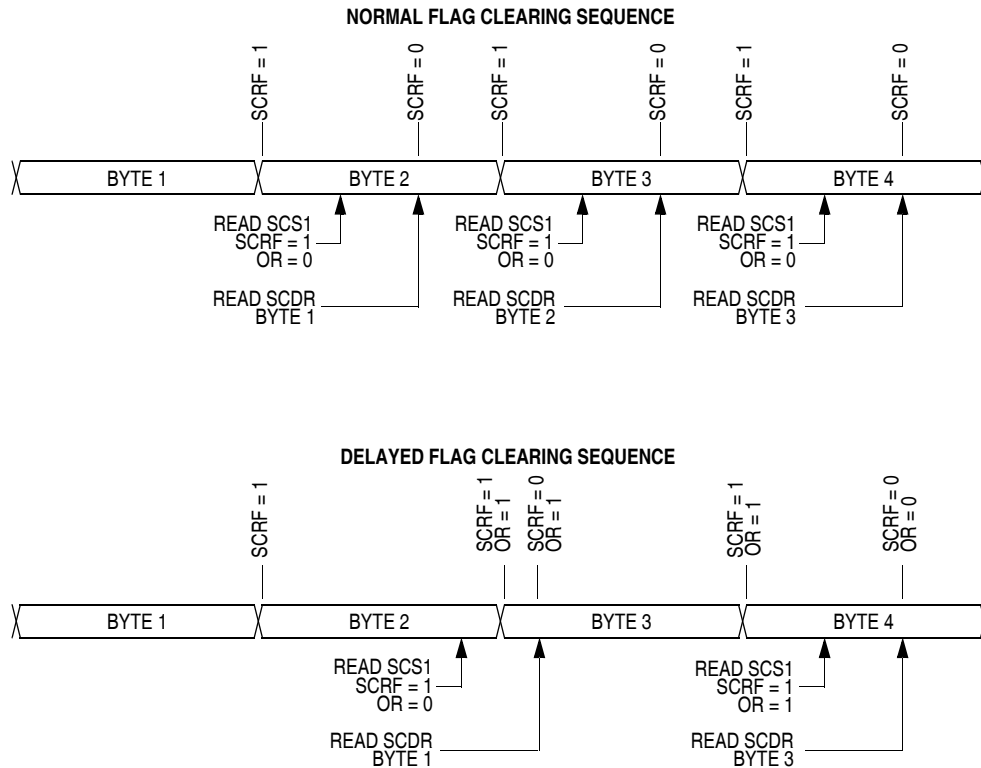 NORMAL FLAG CLEARING SEQUENCE
SCRF = 1
SCRF = 0
SCRF = 1
SCRF = 0
SCRF = 1
SCRF = 0
BYTE 1
BYTE 2
BYTE 3
BYTE 4
READ SCS1
SCRF = 1
OR = 0
READ SCS1
SCRF = 1
OR = 0
READ SCS1
SCRF = 1
OR = 0
READ SCDR
BYTE 1
READ SCDR
BYTE 2
READ SCDR
BYTE 3
DELAYED FLAG CLEARING SEQUENCE
SCRF = 1
SCRF = 1
OR = 1
SCRF = 0
OR = 1
SCRF = 1
OR = 1
SCRF = 0
OR = 0
BYTE 1
BYTE 2
BYTE 3
BYTE 4
READ SCS1
SCRF = 1
OR = 0
READ SCS1
SCRF = 1
OR = 1
READ SCDR
BYTE 1
READ SCDR
BYTE 3